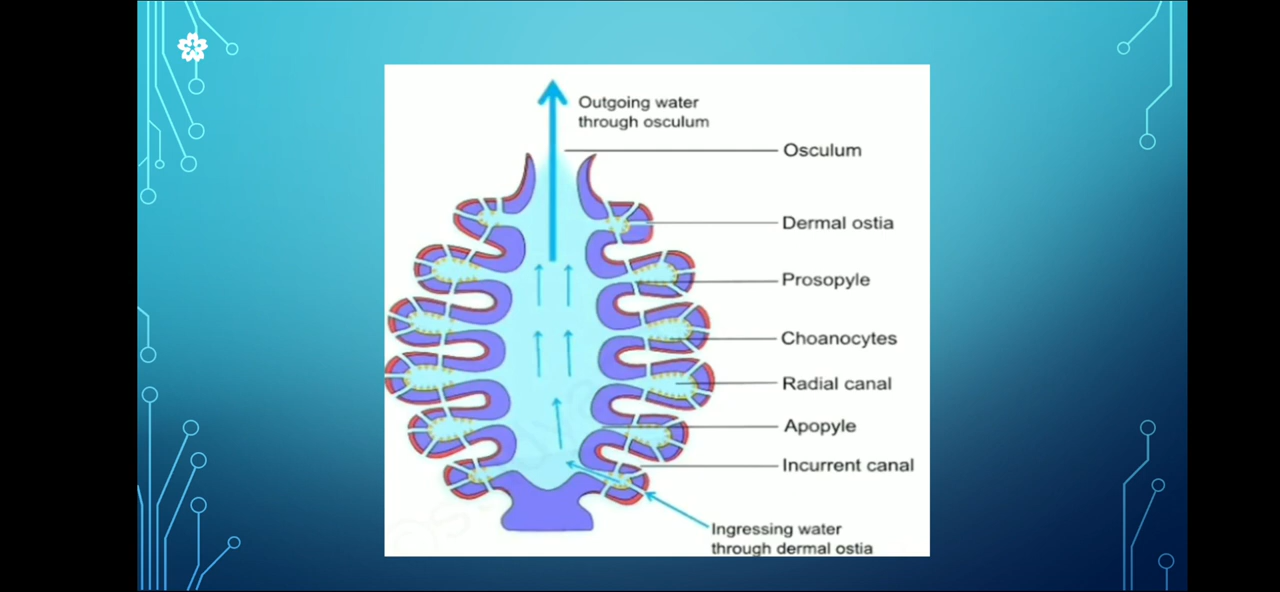 Outgoing water
through osculum
Osculum
Dermal ostia
Prosopyle
Choanocytes
Radial canal
Apopyle
Incurrent canal
Ingressing water
through dermal ostia